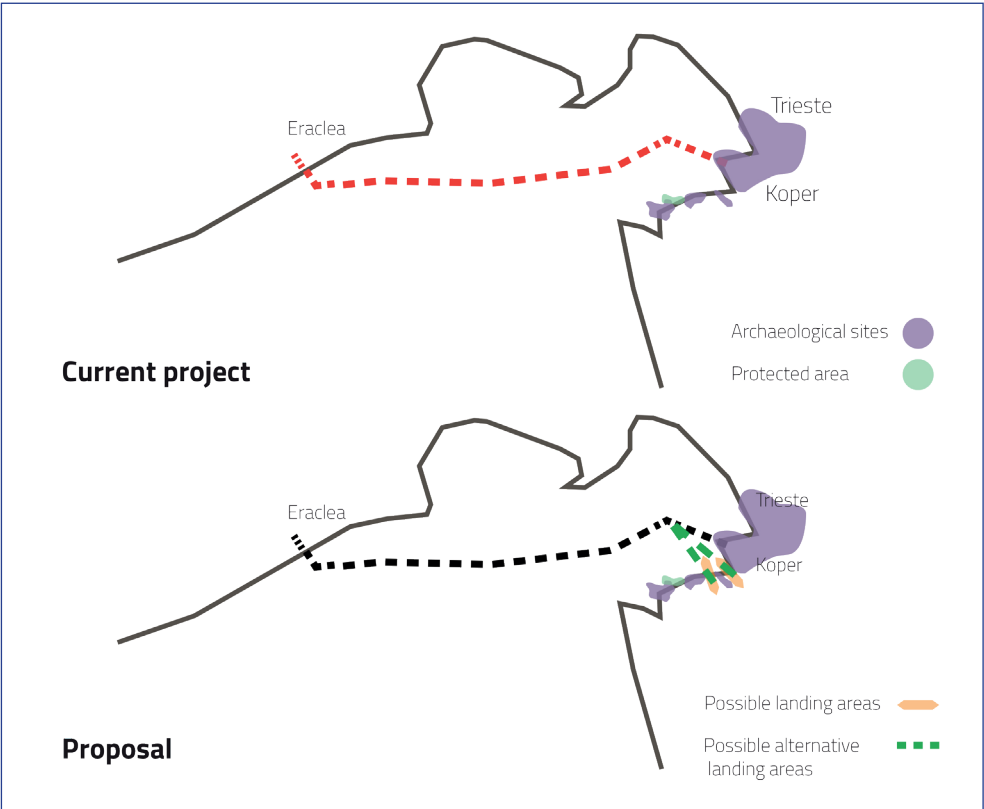 Trieste
Eraclea
Koper
Archaeological sites
Current project
Protected area
Trieste
Eraclea
Koper
Possible landing areas
Proposal
Possible alternative
landing areas